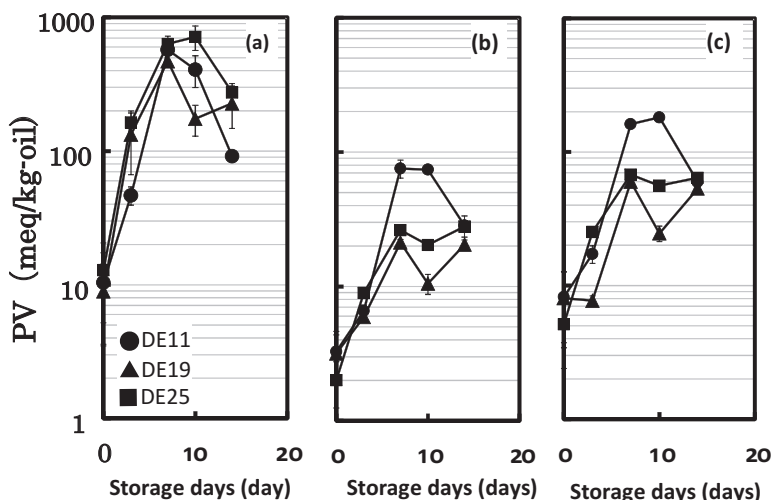 1000
100
10
1
PV (meq/kg-oil)
(a)
DE11
DE19
DE25
0
10
20
Storage days (day)
(b)
0
10
20
Storage days (days)
(c)
0
10
20
Storage days (days)